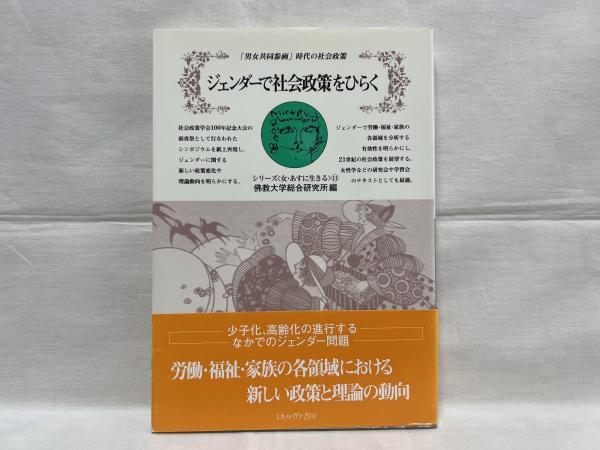 「男女共同参画」時代の社会政策
ジェンダーで社会政策をひらく
社会政策学会100年記念大会の
前夜祭として行なわれた
シンポジウムを紙上再現し、
ジェンダーに関する
新しい政策変化や
理論動向を明らかにする。
ジェンダーで労働・福祉・家族の
各領域を分析する
有効性を明らかにし、
21世紀の社会政策を展望する。
女性学などの研究会や学習会
のテキストとしても最適。
シリーズ〈女・あすに生きる〉⑪
佛教大学総合研究所編
少子化、高齢化の進行する
なかでのジェンダー問題
労働・福祉・家族の各領域における
新しい政策と理論の動向
ミネルヴァ書房